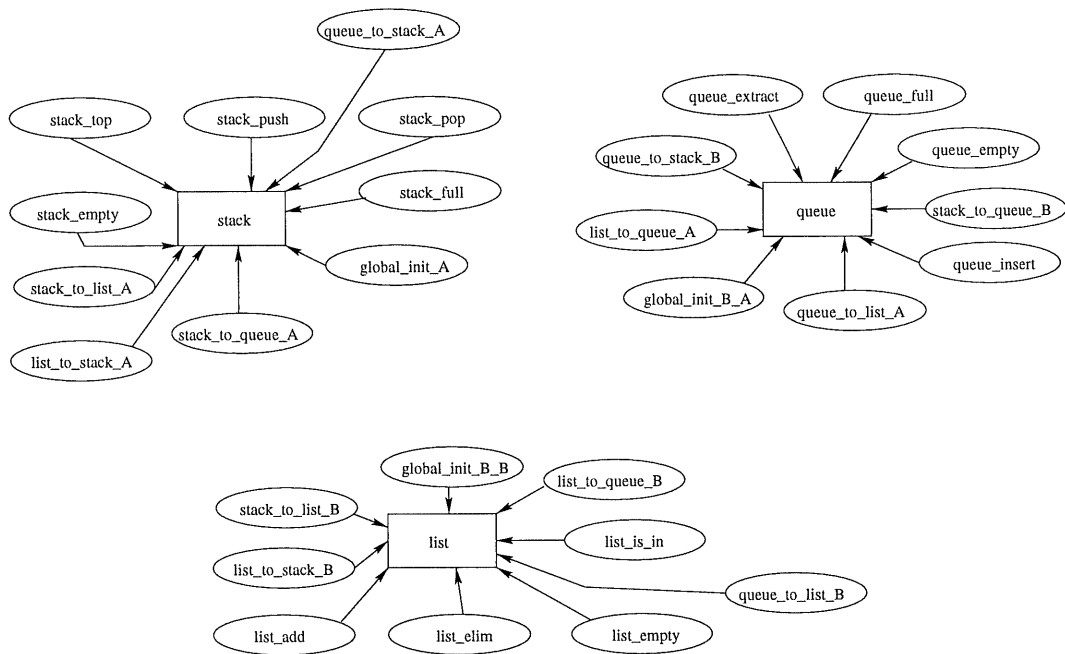 queue_to_stack_A
stack_top
stack_push
stack_pop
stack_empty
stack
stack_full
stack_to_list_A
global_init_A
list_to_stack_A
stack_to_queue_A
queue_extract
queue_full
queue_to_stack_B
queue_empty
list_to_queue_A
queue
stack_to_queue_B
global_init_B_A
queue_to_list_A
queue_insert
global_init_B_B
stack_to_list_B
list_to_queue_B
list_to_stack_B
list
list_is_in
queue_to_list_B
list_add
list_elim
list_empty